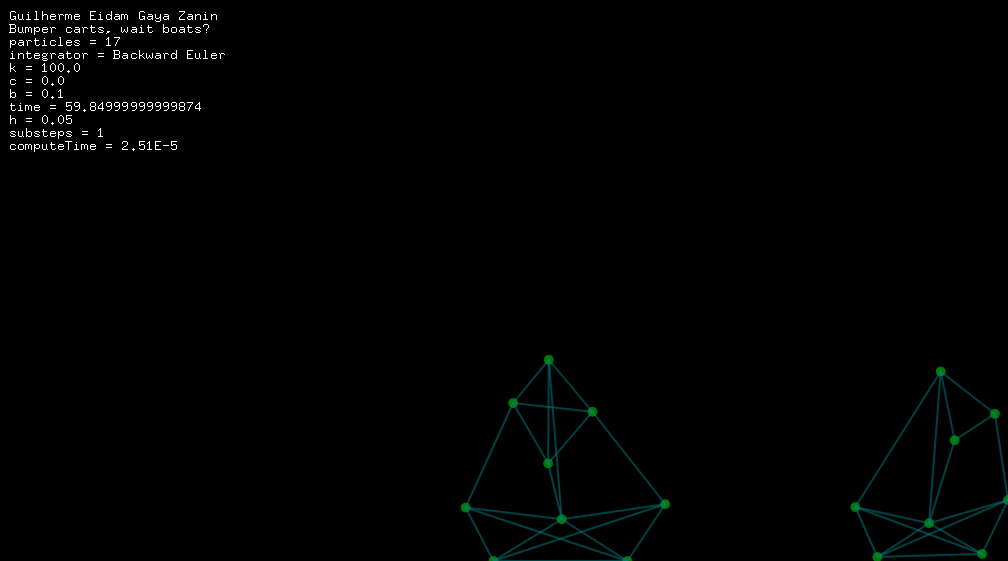 Guilherme Eidam Gaya Zanin
Bumper carts, wait boats?
particles = 17
integrator = Backward Euler
k = 100.0
c = 0.0
b = 0.1
time = 59.84999999999874
h = 0.05
substeps = 1
computeTime = 2.51E-5